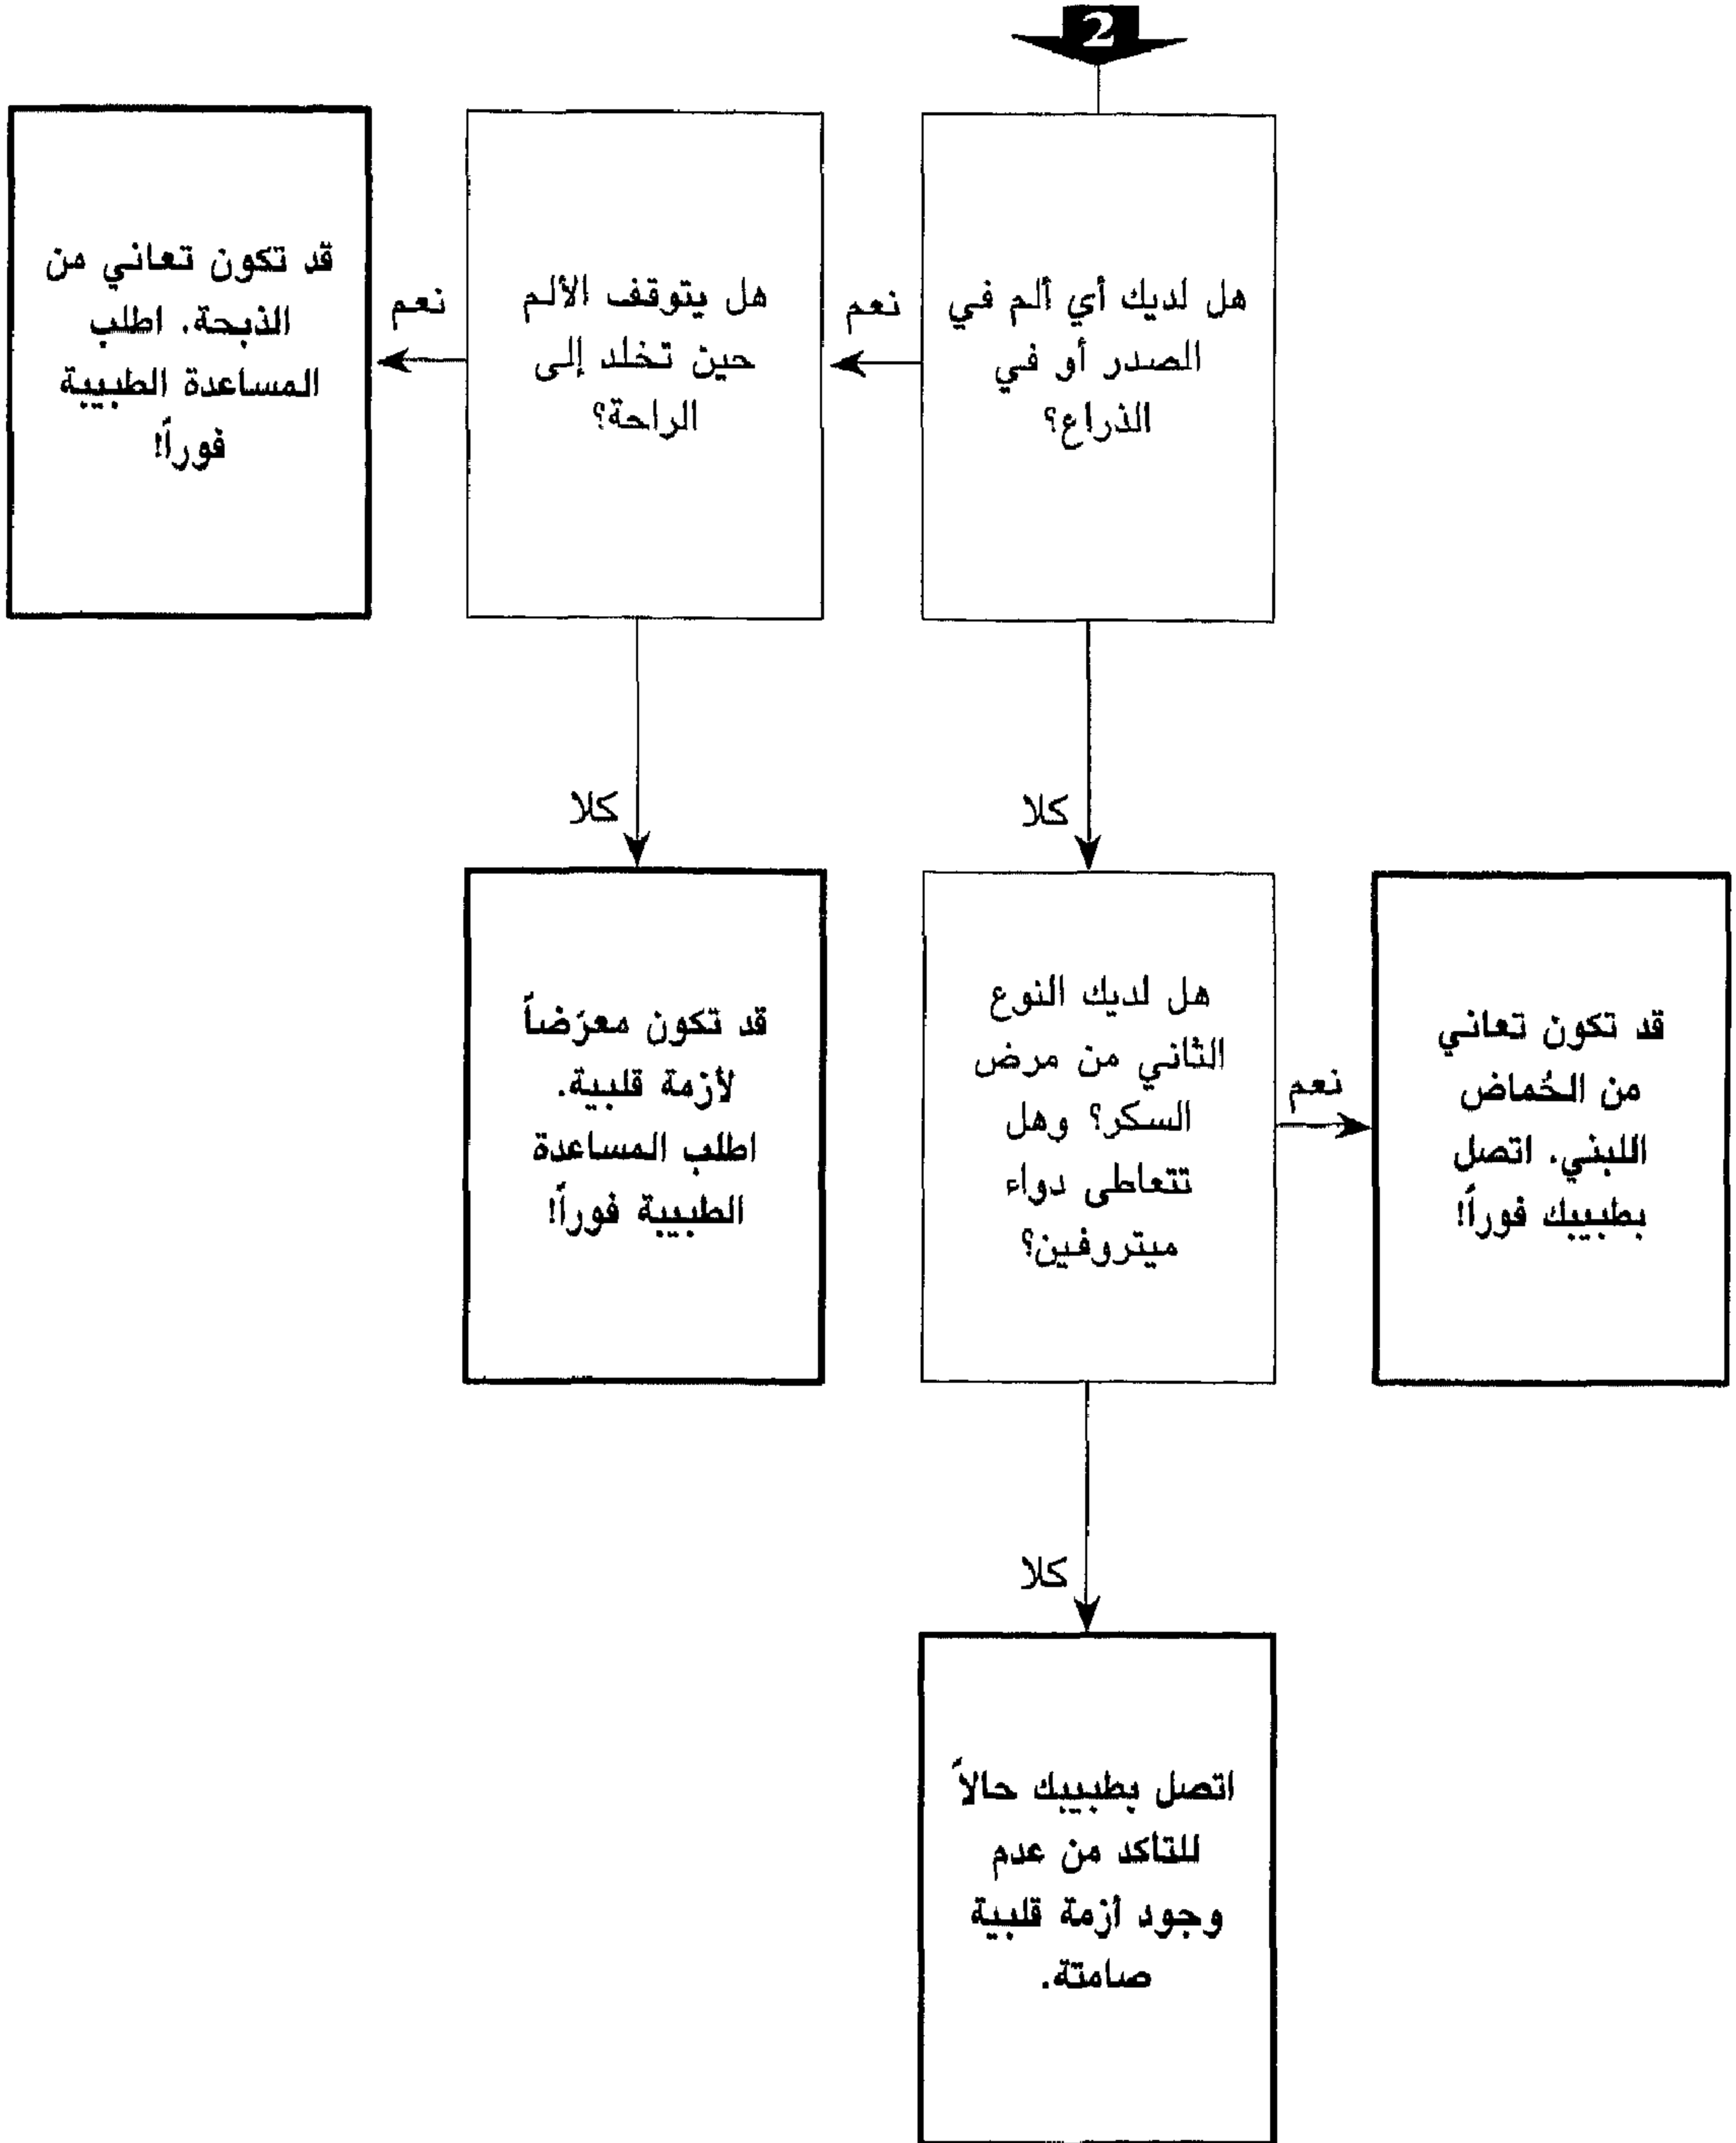 2
هل لديك أي ألم في
الصدر أو في
الذراع؟
نعم
هل يتوقف الألم
حين تخلد إلى
الراحة؟
نعم
قد تكون تعاني من
الذبحة. اطلب
المساعدة الطبية
فوراً!
كلا
كلا
قد تكون تعاني
من الحُماض
اللبني. اتصل
بطبيبك فوراً!
نعم
هل لديك النوع
الثاني من مرض
السكر؟ وهل
تتعاطى دواء
ميتروفين؟
قد تكون معرّضاً
لأزمة قلبية.
اطلب المساعدة
الطبية فوراً!
كلا
اتصل بطبيبك حالاً
للتأكد من عدم
وجود أزمة قلبية
صامتة.